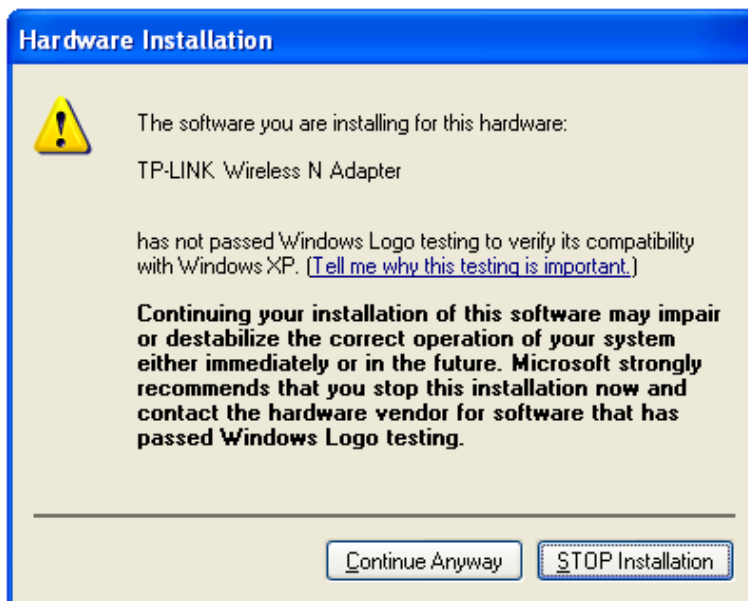 Hardware Installation
The software you are installing for this hardware:
TP-LINK Wireless N Adapter
has not passed Windows Logo testing to verify its compatibility
with Windows XP. (Tell me why this testing is important.)
Continuing your installation of this software may impair
or destabilize the correct operation of your system
either immediately or in the future. Microsoft strongly
recommends that you stop this installation now and
contact the hardware vendor for software that has
passed Windows Logo testing.
Continue Anyway STOP Installation